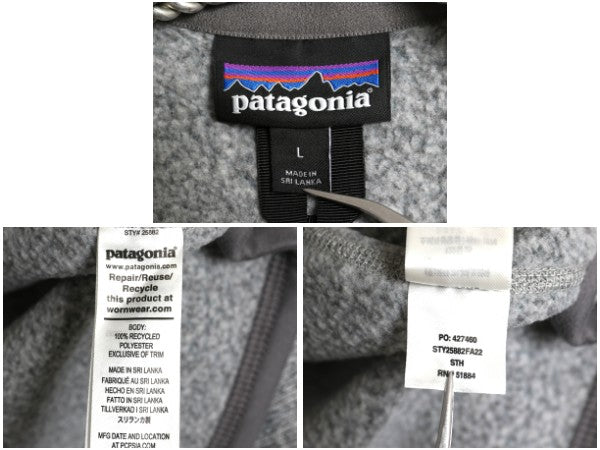 patagonia®
L
MADE IN
SRI LANKA
STY# 25882
patagonia®
www.patagonia.com
Repair/Reuse/
Recycle
this product at
wornwear.com
BODY:
100% RECYCLED
POLYESTER
EXCLUSIVE OF TRIM
MADE IN SRI LANKA
FABRIQUÉ AU SRI LANKA
HECHO EN SRI LANKA
FATTO IN SRI LANKA
TILLVERKAD I SRI LANKA
スリランカ製
MFG DATE AND LOCATION
AT PCPSIA.COM
PO: 427460
STY25882FA22
STH
51884